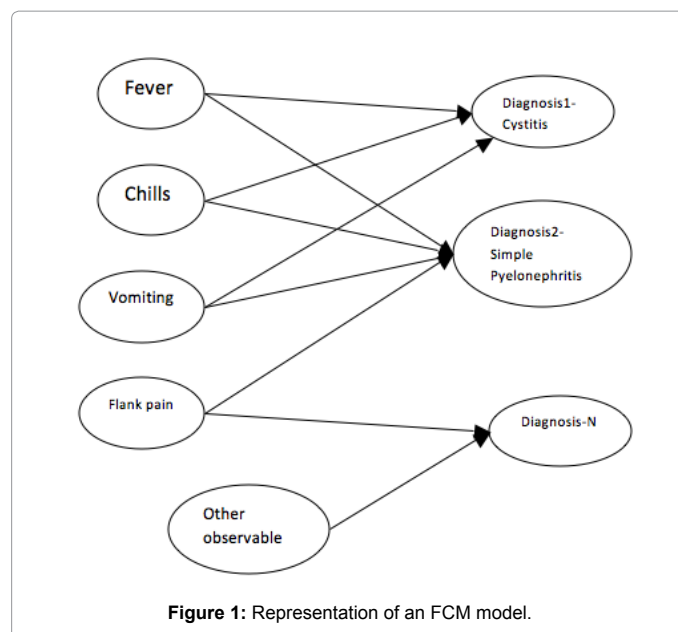 Fever
Diagnosis1-
Cystitis
Chills
Diagnosis2-
Simple
Pyelonephritis
Vomiting
Flank pain
Diagnosis-N
Other
observable
Figure 1: Representation of an FCM model.